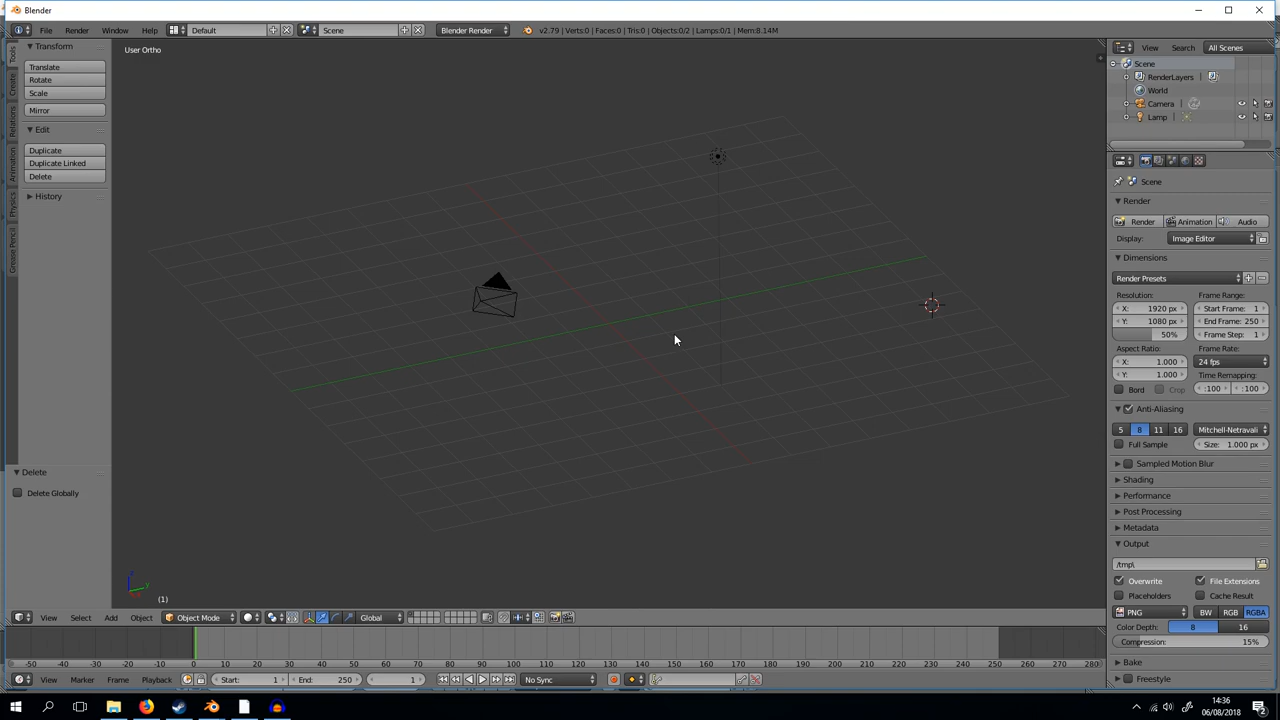 Blender
File Render Window Help Default Scene Blender Render v2.79 | Verts:0 | Faces:0 | Tris:0 | Objects:0/2 | Lamps:0/1 | Mem:8.14M
Tools
Create
Relations
Animation
Physics
Grease Pencil
Transform
Translate
Rotate
Scale
Mirror
Edit
Duplicate
Duplicate Linked
Delete
History
Delete
Delete Globally
User Ortho
(1)
View Search All Scenes
Scene
RenderLayers
World
Camera
Lamp
Scene
Render
Render Animation Audio
Display: Image Editor
Dimensions
Render Presets
Resolution: Frame Range:
X: 1920 px Start Frame: 1
Y: 1080 px End Frame: 250
50% Frame Step: 1
Aspect Ratio: Frame Rate:
X: 1.000 24 fps
Y: 1.000 Time Remapping:
Bord Crop :100 :100
Anti-Aliasing
5 8 11 16 Mitchell-Netravali
Full Sample Size: 1.000 px
Sampled Motion Blur
Shading
Performance
Post Processing
Metadata
Output
/tmp\
Overwrite File Extensions
Placeholders Cache Result
PNG BW RGB RGBA
Color Depth: 8 16
Compression: 15%
Bake
Freestyle
View Select Add Object Object Mode Global
-50 -40 -30 -20 -10 0 10 20 30 40 50 60 70 80 90 100 110 120 130 140 150 160 170 180 190 200 210 220 230 240 250 260 270 280
View Marker Frame Playback Start: 1 End: 250 1 No Sync
14:36
06/08/2018
2